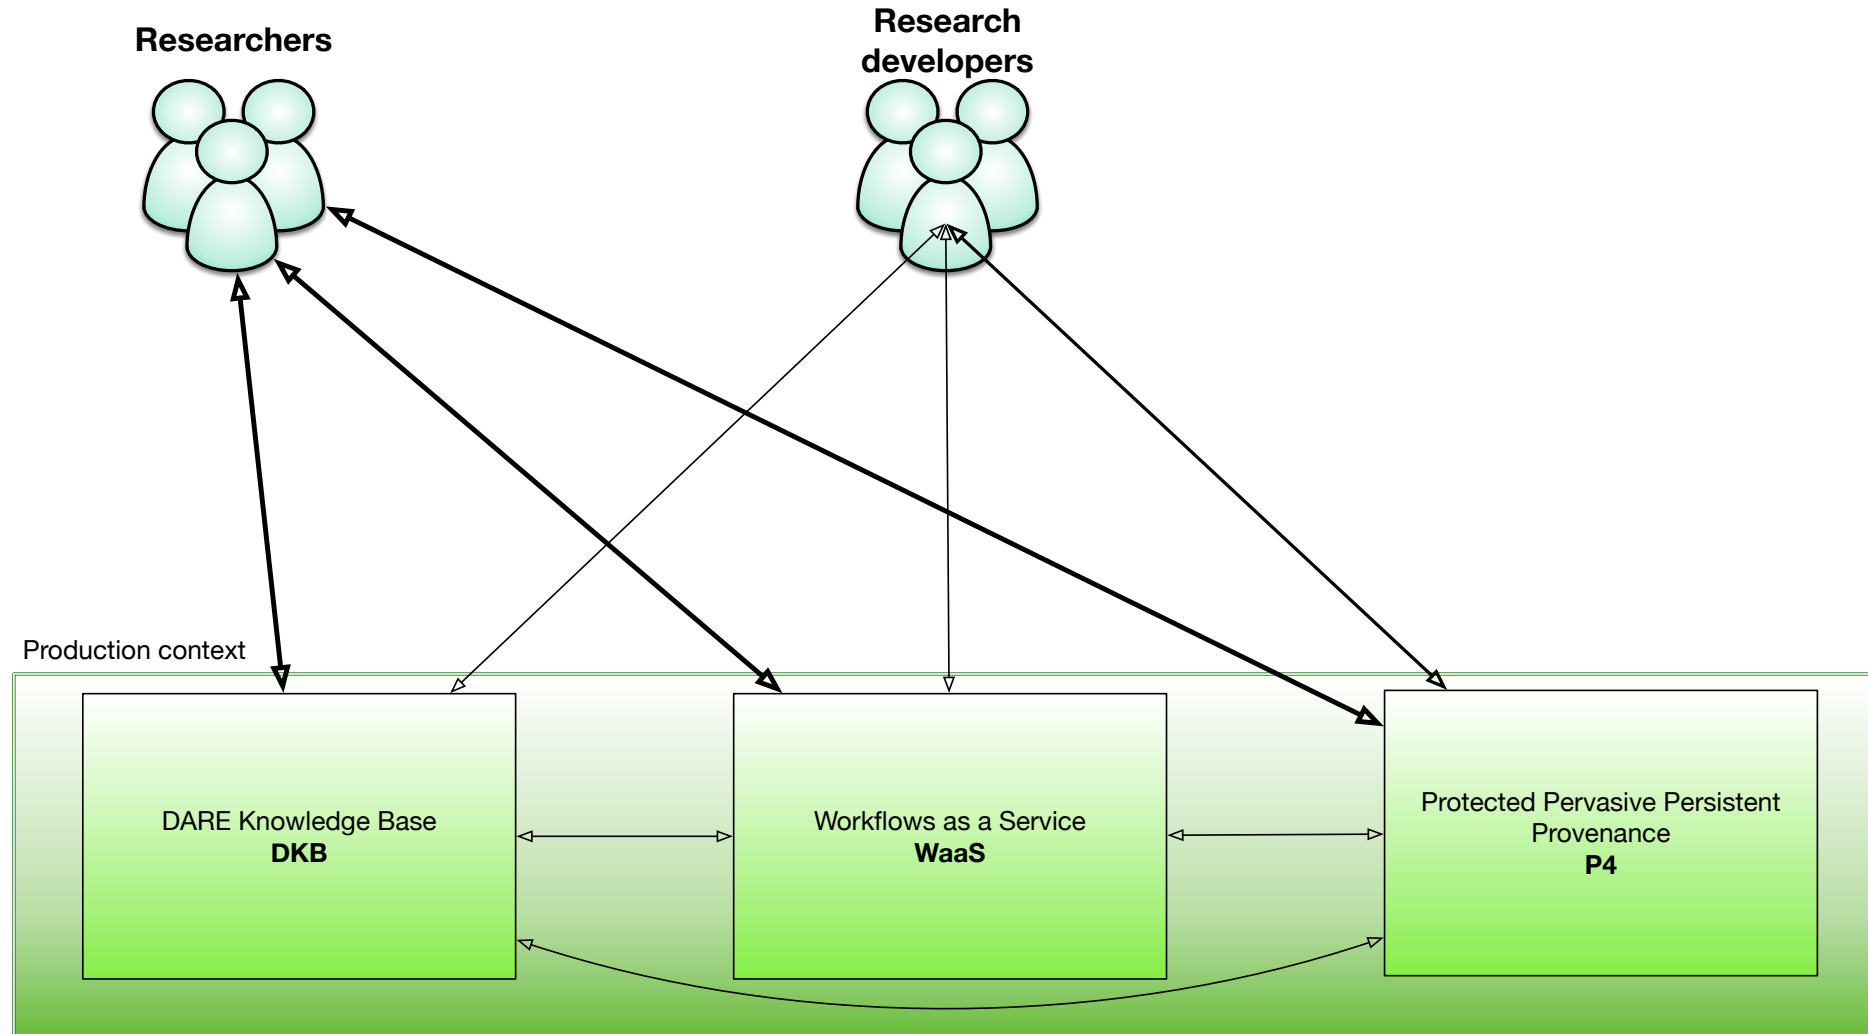 Researchers
Research
developers
Production context
DARE Knowledge Base
DKB
Workflows as a Service
WaaS
Protected Pervasive Persistent
Provenance
P4